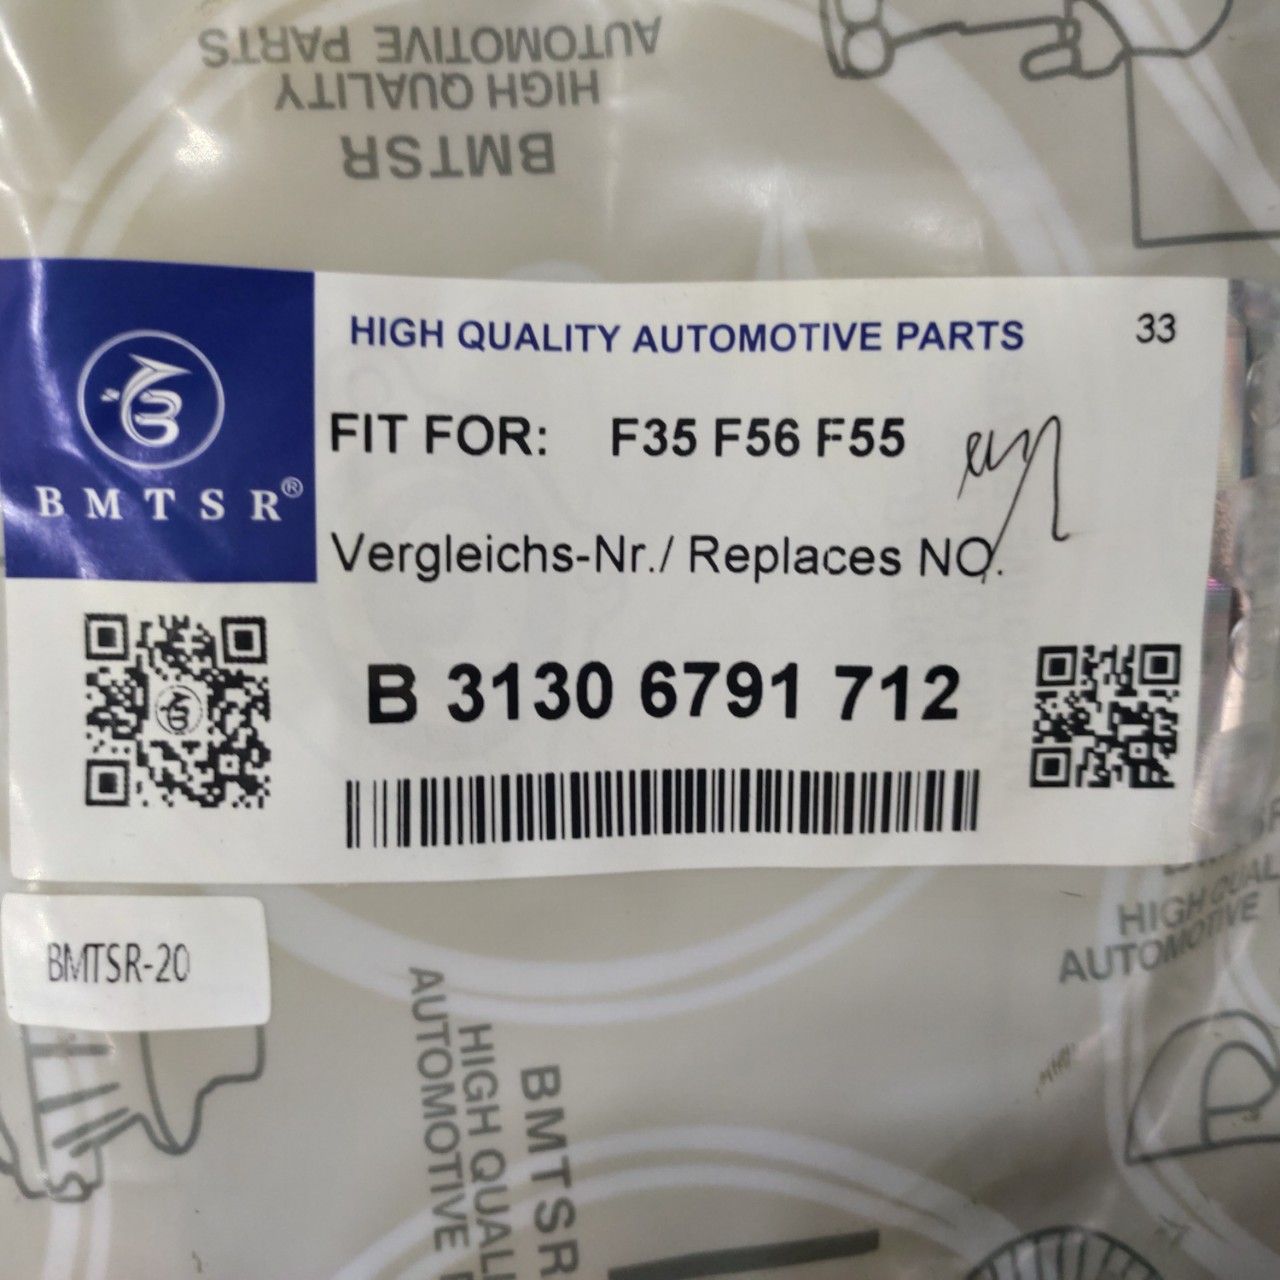 AUTOMOTIVE PARTS
HIGH QUALITY
BMTSR
HIGH QUALITY AUTOMOTIVE PARTS
33
BMTSR®
FIT FOR: F35 F56 F55
Vergleichs-Nr./ Replaces NO.
B 3130 6791 712
BMTSR-20
HIGH QUAL
AUTOMOTIVE
BMTSR
HIGH QUALI
AUTOMOTIVE